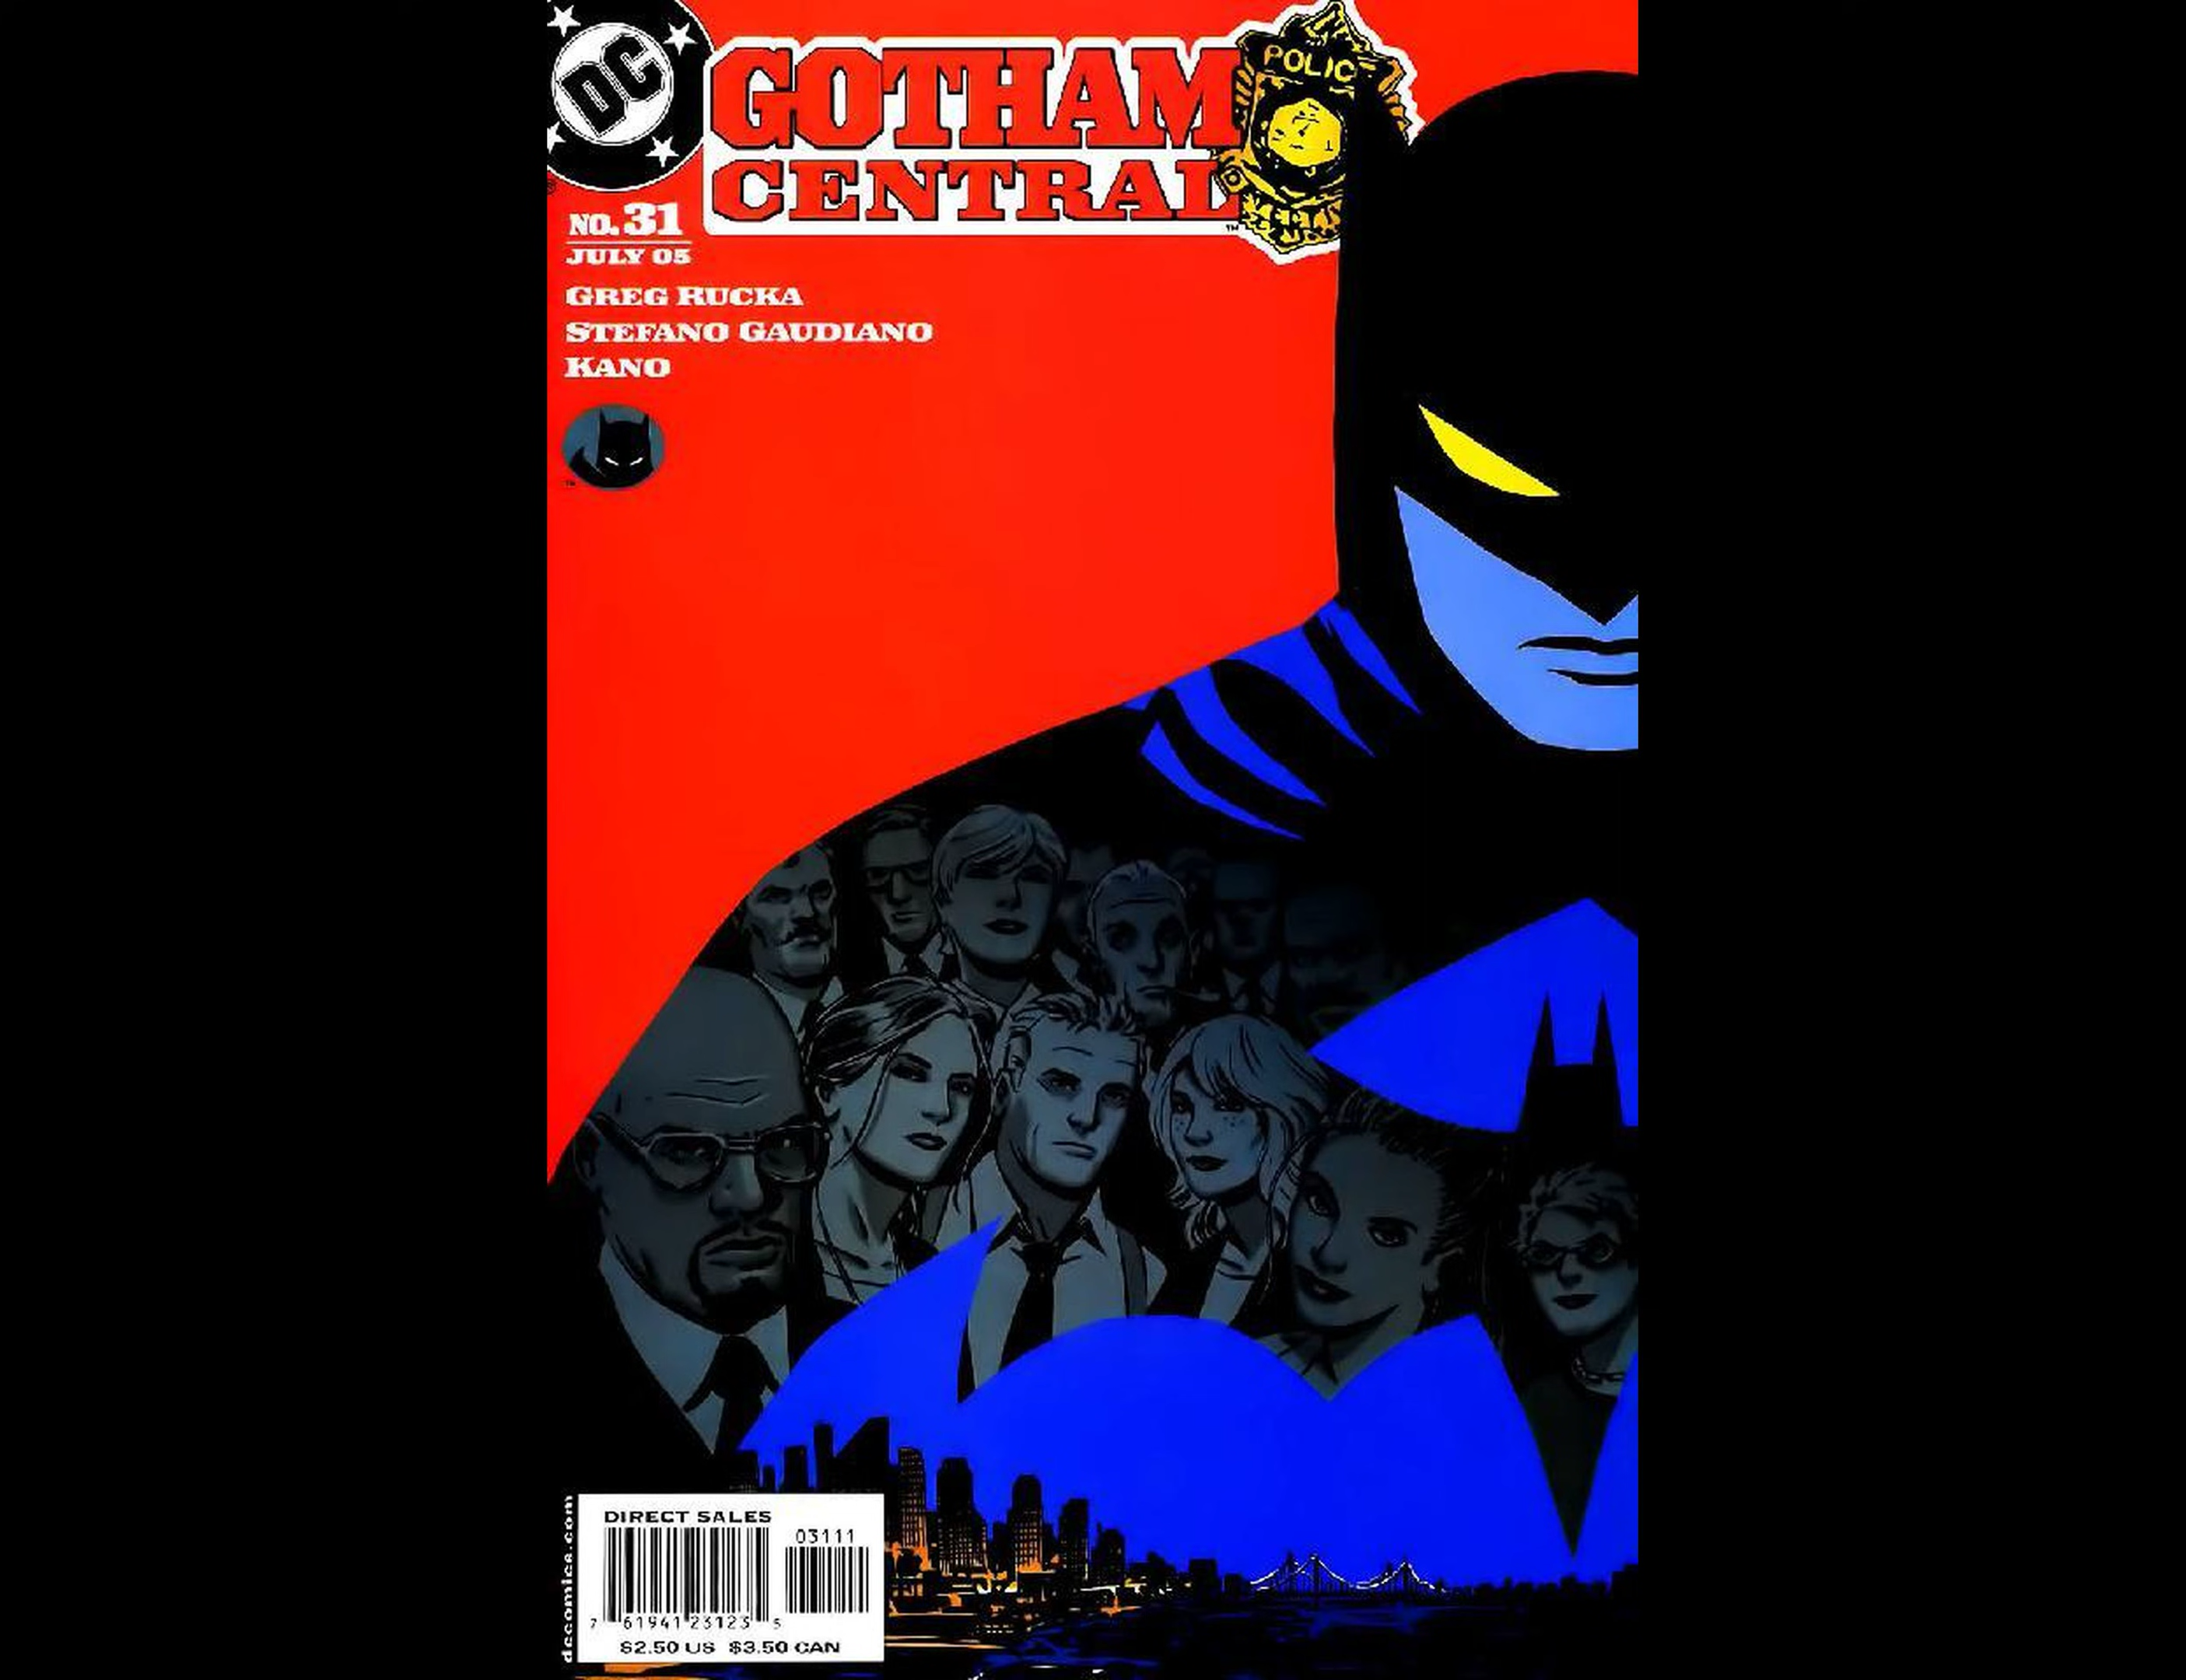 DC
GOTHAM
CENTRAL
POLIC
TM
NO. 31
JULY 05
GREG RUCKA
STEFANO GAUDIANO
KANO
DIRECT SALES
03111
7 61941 23123 5
$2.50 US $3.50 CAN
dccomics.com